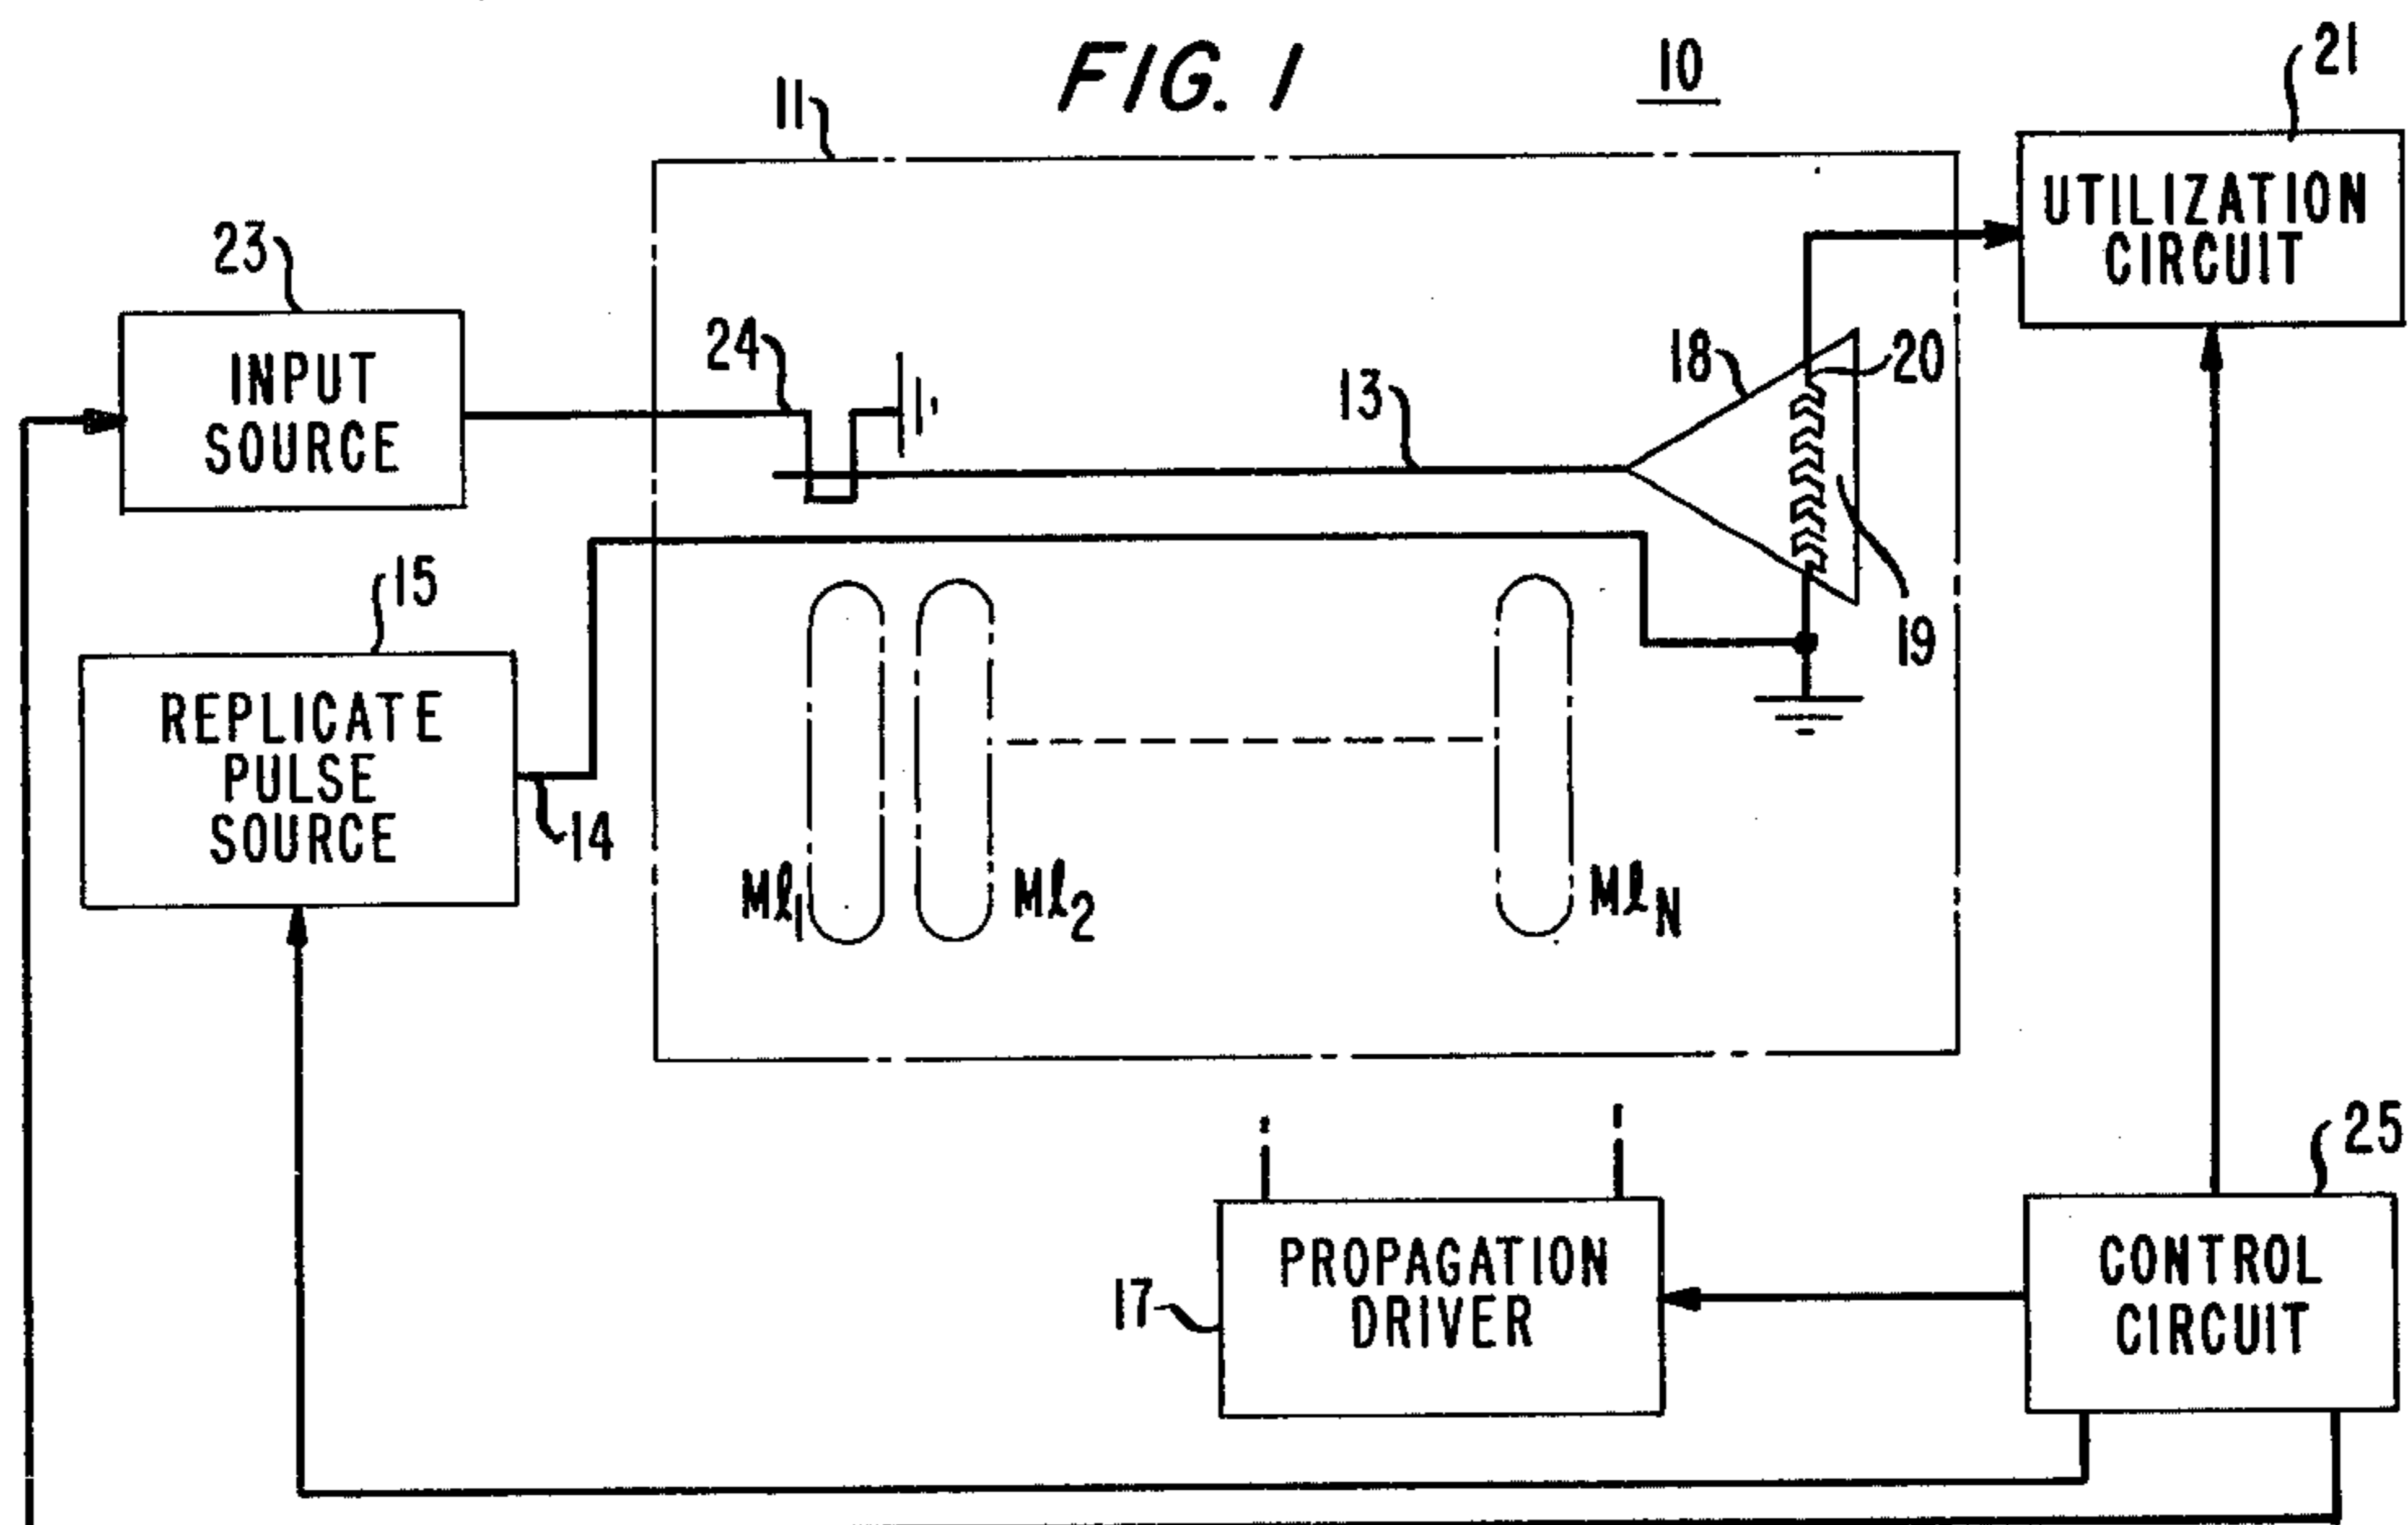 FIG. 1
10
11
21
UTILIZATION
CIRCUIT
23
INPUT
SOURCE
24
13
18
20
19
15
REPLICATE
PULSE
SOURCE
14
Ml1
Ml2
MlN
17
PROPAGATION
DRIVER
25
CONTROL
CIRCUIT